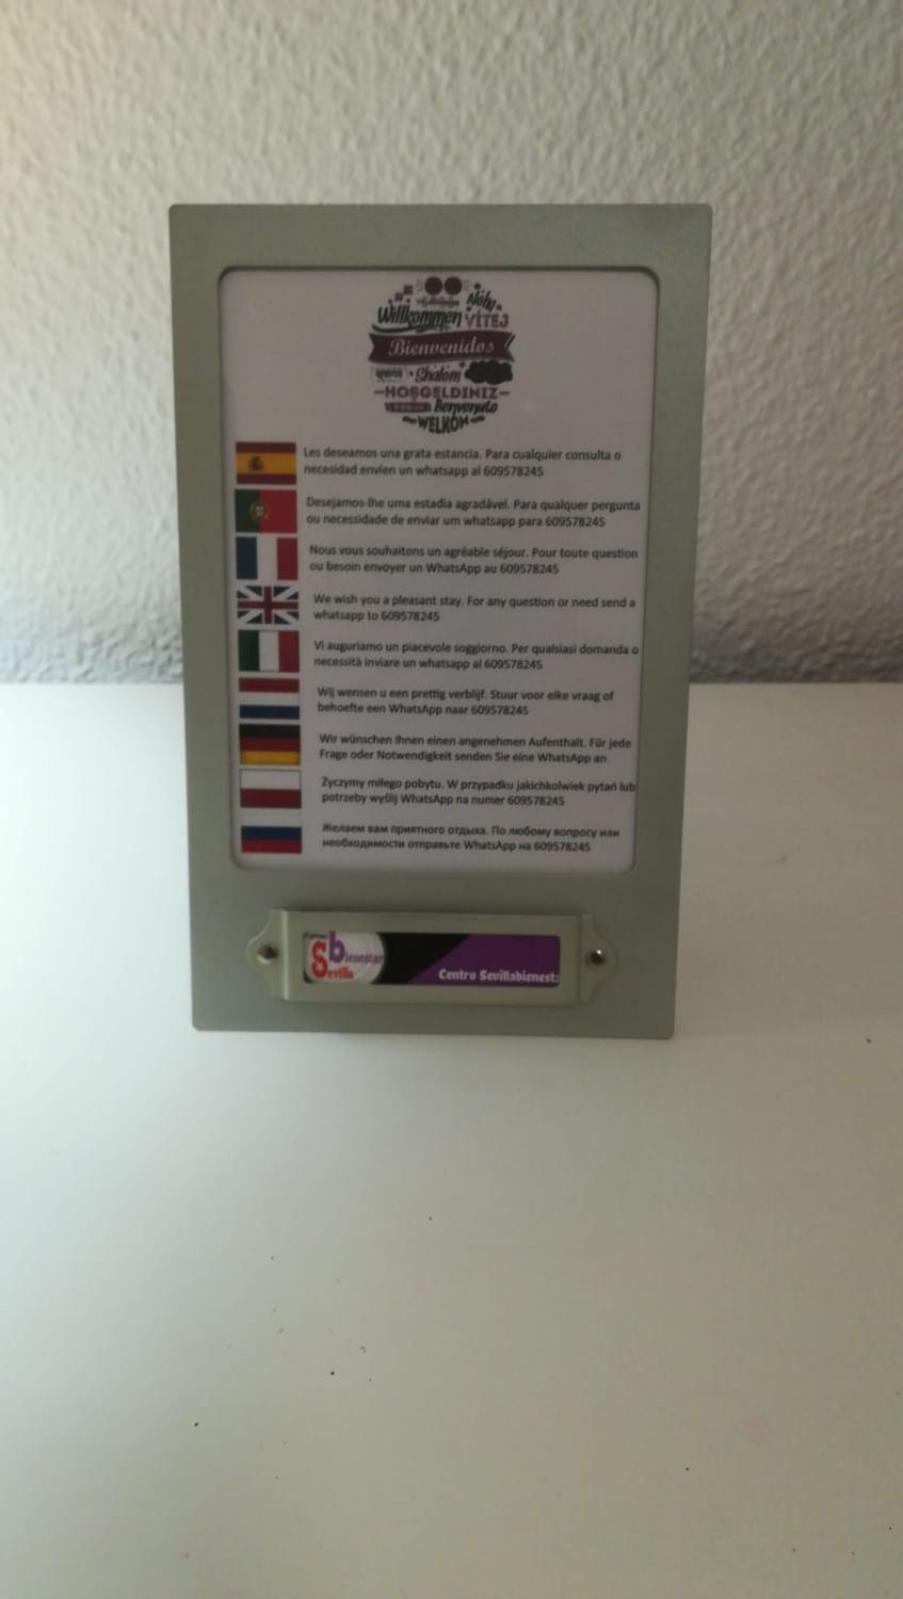 Aloha
Willkommen VÍTEJ
Bienvenidos
Shalom
HOŞGELDİNİZ
Benvenuto
WELKOM
Les deseamos una grata estancia. Para cualquier consulta o
necesidad envíen un whatsapp al 609578245
Desejamos-lhe uma estadia agradável. Para qualquer pergunta
ou necessidade de enviar um whatsapp para 609578245
Nous vous souhaitons un agréable séjour. Pour toute question
ou besoin envoyer un WhatsApp au 609578245
We wish you a pleasant stay. For any question or need send a
whatsapp to 609578245
Vi auguriamo un piacevole soggiorno. Per qualsiasi domanda o
necessità inviare un whatsapp al 609578245
Wij wensen u een prettig verblijf. Stuur voor elke vraag of
behoefte een WhatsApp naar 609578245
Wir wünschen Ihnen einen angenehmen Aufenthalt. Für jede
Frage oder Notwendigkeit senden Sie eine WhatsApp an
Życzymy miłego pobytu. W przypadku jakichkolwiek pytań lub
potrzeby wyślij WhatsApp na numer 609578245
Желаем вам приятного отдыха. По любому вопросу или
необходимости отправьте WhatsApp на 609578245
bienestar
Sevilla
Centro Sevillabienest